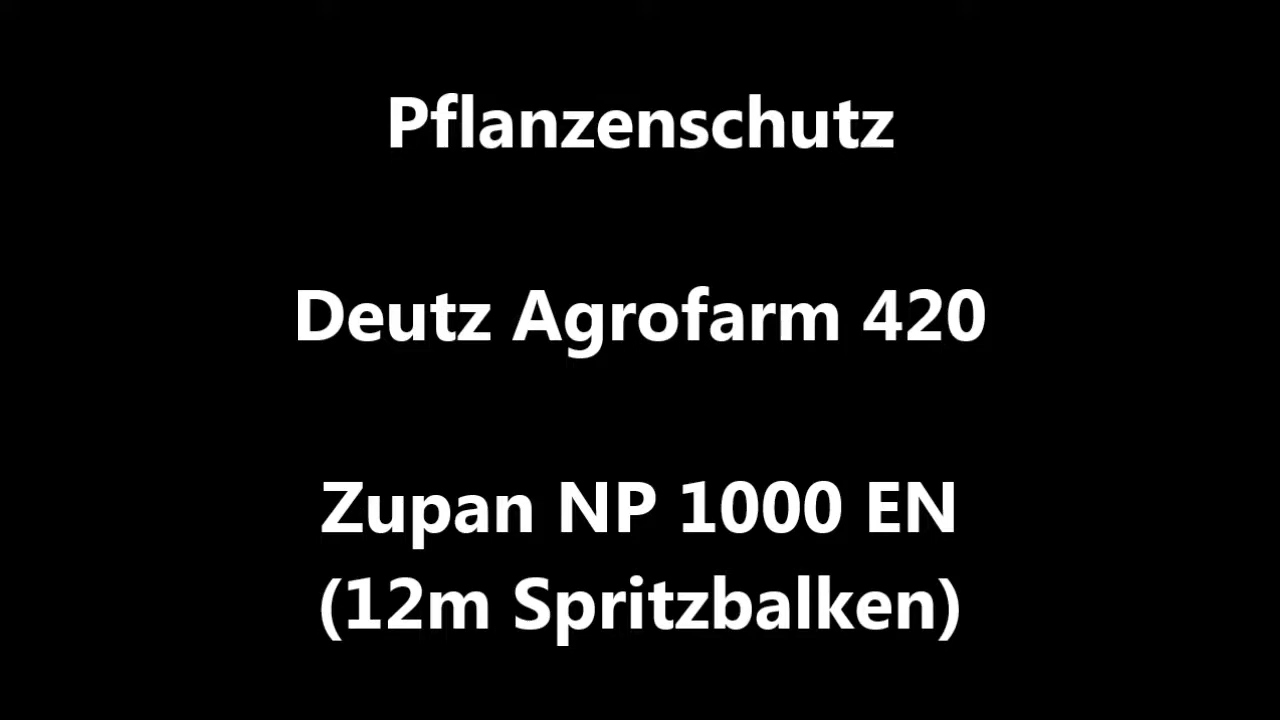 Pflanzenschutz
Deutz Agrofarm 420
Zupan NP 1000 EN
(12m Spritzbalken)